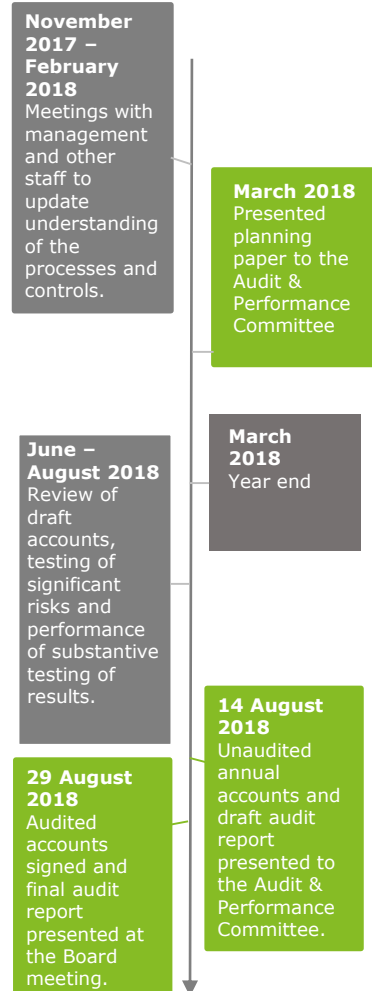 November
2017 –
February
2018
Meetings with
management
and other
staff to
update
understanding
of the
processes and
controls.
March 2018
Presented
planning
paper to the
Audit &
Performance
Committee
March
2018
Year end
June –
August 2018
Review of
draft
accounts,
testing of
significant
risks and
performance
of substantive
testing of
results.
14 August
2018
Unaudited
annual
accounts and
draft audit
report
presented to
the Audit &
Performance
Committee.
29 August
2018
Audited
accounts
signed and
final audit
report
presented at
the Board
meeting.